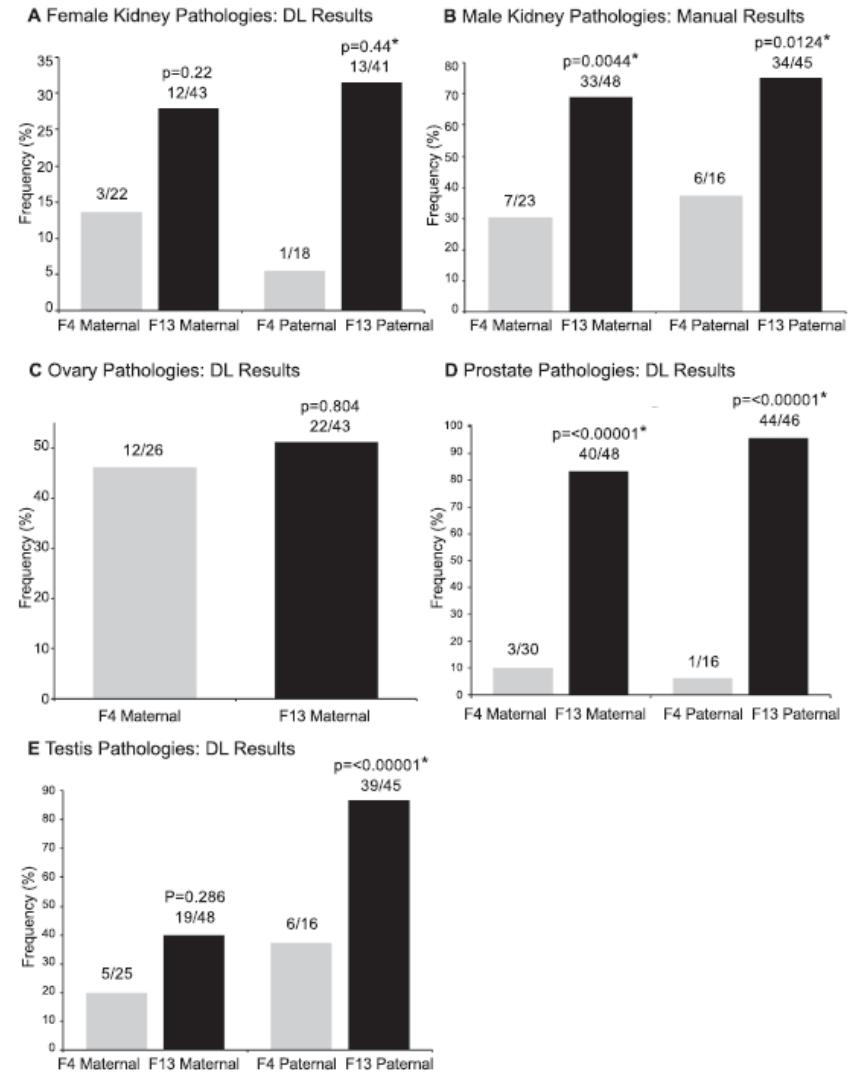 A Female Kidney Pathologies: DL Results
p=0.44*
13/41
p=0.22
12/43
3/22
1/18
Frequency (%)
35
30
25
20
15
10
5
0
F4 Maternal F13 Maternal F4 Paternal F13 Paternal
B Male Kidney Pathologies: Manual Results
p=0.0124*
34/45
p=0.0044*
33/48
7/23
6/16
Frequency (%)
80
70
60
50
40
30
20
10
0
F4 Maternal F13 Maternal F4 Paternal F13 Paternal
C Ovary Pathologies: DL Results
p=0.804
22/43
12/26
Frequency (%)
50
40
30
20
10
0
F4 Maternal F13 Maternal
D Prostate Pathologies: DL Results
p=<0.00001*
44/46
p=<0.00001*
40/48
3/30
1/16
Frequency (%)
100
90
80
70
60
50
40
30
20
10
0
F4 Maternal F13 Maternal F4 Paternal F13 Paternal
E Testis Pathologies: DL Results
p=<0.00001*
39/45
P=0.286
19/48
5/25
6/16
Frequency (%)
90
80
70
60
50
40
30
20
10
0
F4 Maternal F13 Maternal F4 Paternal F13 Paternal